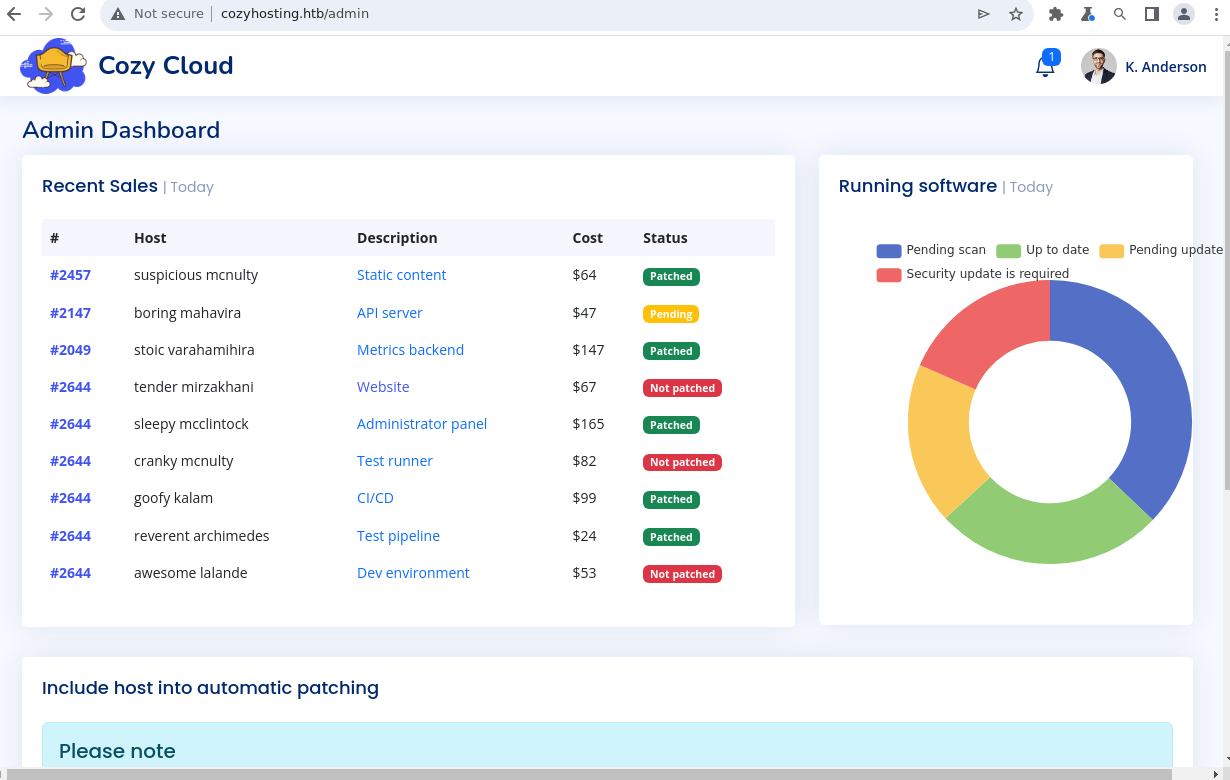 Not secure | cozyhosting.htb/admin
Cozy Cloud
1
K. Anderson
Admin Dashboard
Recent Sales | Today
# Host Description Cost Status
#2457 suspicious mcnulty Static content $64 Patched
#2147 boring mahavira API server $47 Pending
#2049 stoic varahamihira Metrics backend $147 Patched
#2644 tender mirzakhani Website $67 Not patched
#2644 sleepy mcclintock Administrator panel $165 Patched
#2644 cranky mcnulty Test runner $82 Not patched
#2644 goofy kalam CI/CD $99 Patched
#2644 reverent archimedes Test pipeline $24 Patched
#2644 awesome lalande Dev environment $53 Not patched
Running software | Today
Pending scan Up to date Pending update
Security update is required
Include host into automatic patching
Please note